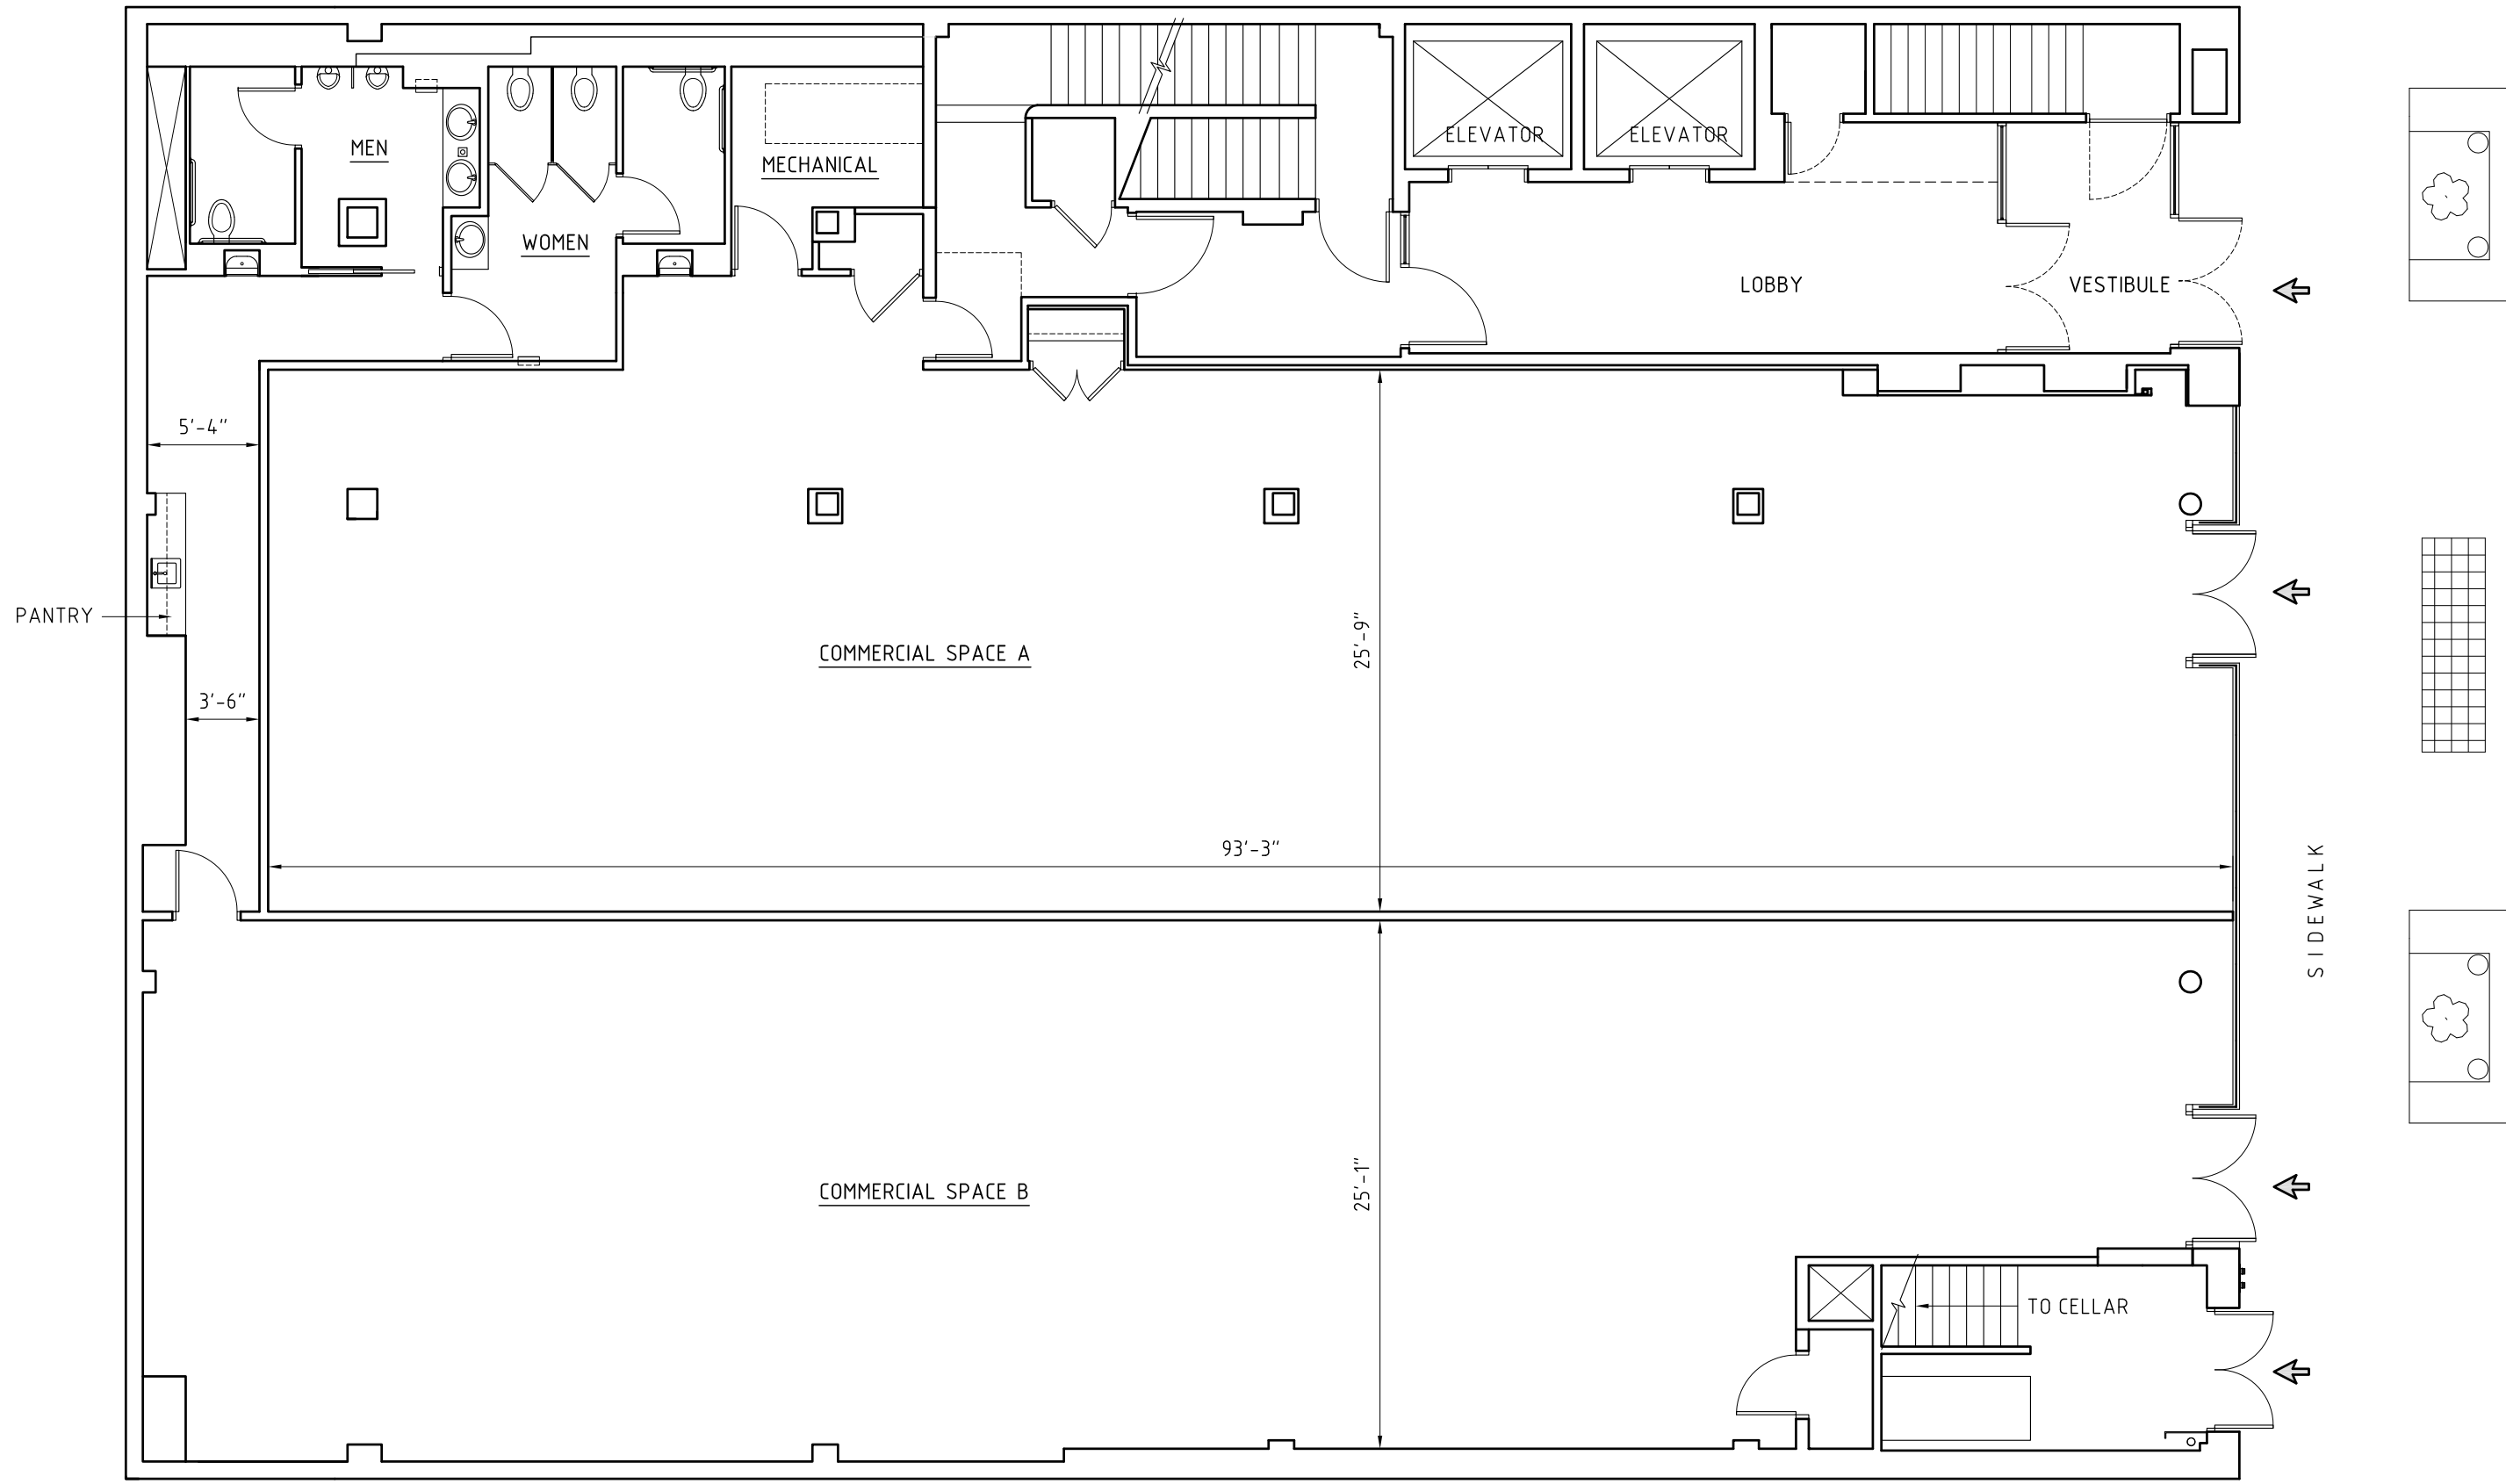 ELEVATOR
ELEVATOR
MEN
MECHANICAL
WOMEN
LOBBY
VESTIBULE
5'-4"
PANTRY
COMMERCIAL SPACE A
25'-9"
3'-6"
93'-3"
SIDEWALK
COMMERCIAL SPACE B
25'-1"
TO CELLAR